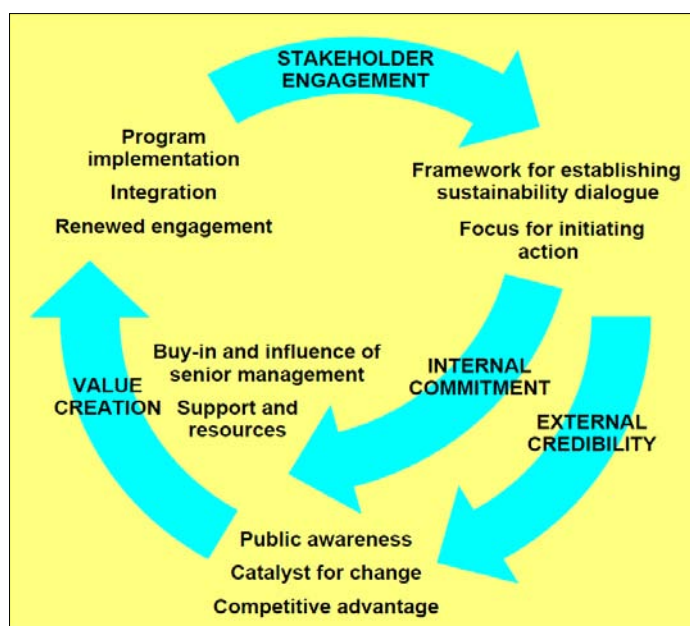 STAKEHOLDER
ENGAGEMENT
Program
implementation
Integration
Renewed engagement
Framework for establishing
sustainability dialogue
Focus for initiating
action
Buy-in and influence of
senior management
Support and
resources
VALUE
CREATION
INTERNAL
COMMITMENT
EXTERNAL
CREDIBILITY
Public awareness
Catalyst for change
Competitive advantage